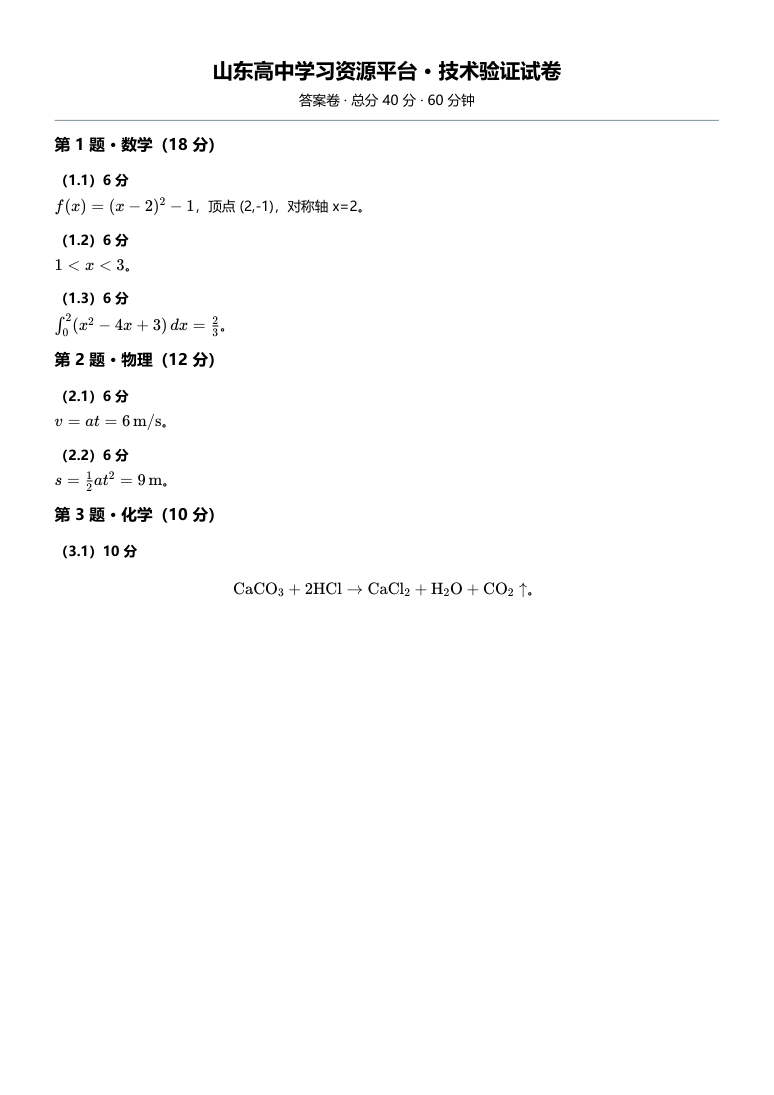 山东高中学习资源平台 • 技术验证试卷
答案卷 · 总分 40 分 · 60 分钟
第 1 题 • 数学（18 分）
（1.1）6 分
f(x) = (x − 2)² − 1，顶点 (2,-1)，对称轴 x=2。
（1.2）6 分
1 < x < 3。
（1.3）6 分
∫₀²(x² − 4x + 3) dx = 2/3。
第 2 题 • 物理（12 分）
（2.1）6 分
v = at = 6 m/s。
（2.2）6 分
s = 1/2 at² = 9 m。
第 3 题 • 化学（10 分）
（3.1）10 分
CaCO₃ + 2HCl → CaCl₂ + H₂O + CO₂ ↑。